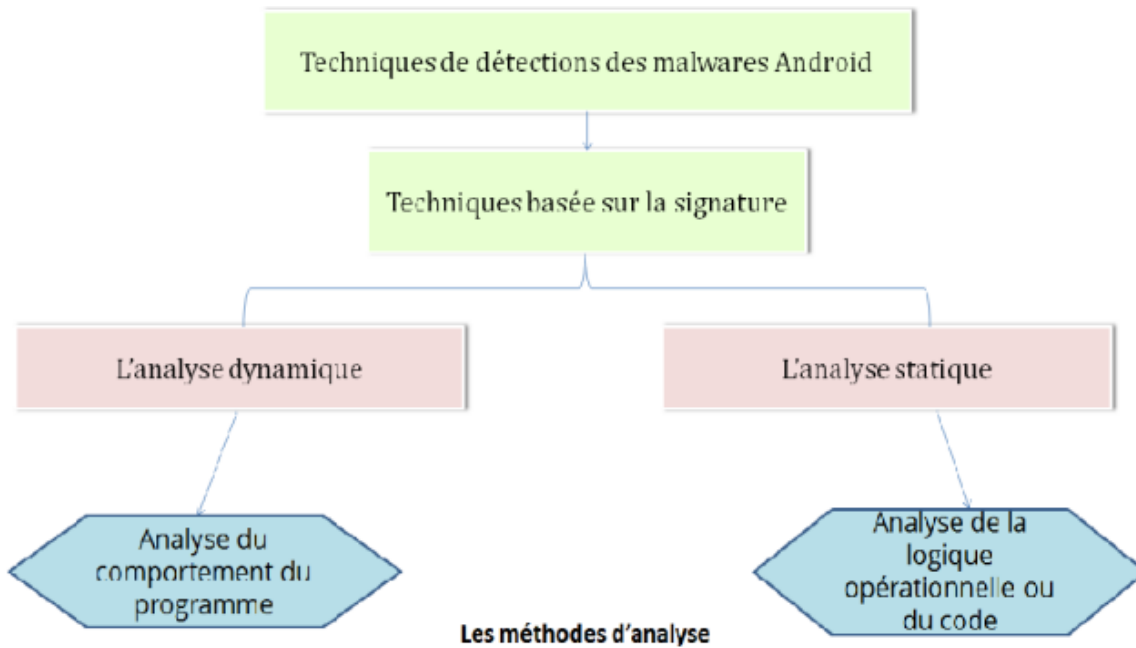 Techniques de détections des malwares Android
Techniques basée sur la signature
L'analyse dynamique
L'analyse statique
Analyse du
comportement du
programme
Analyse de la
logique
opérationnelle ou
du code
Les méthodes d'analyse